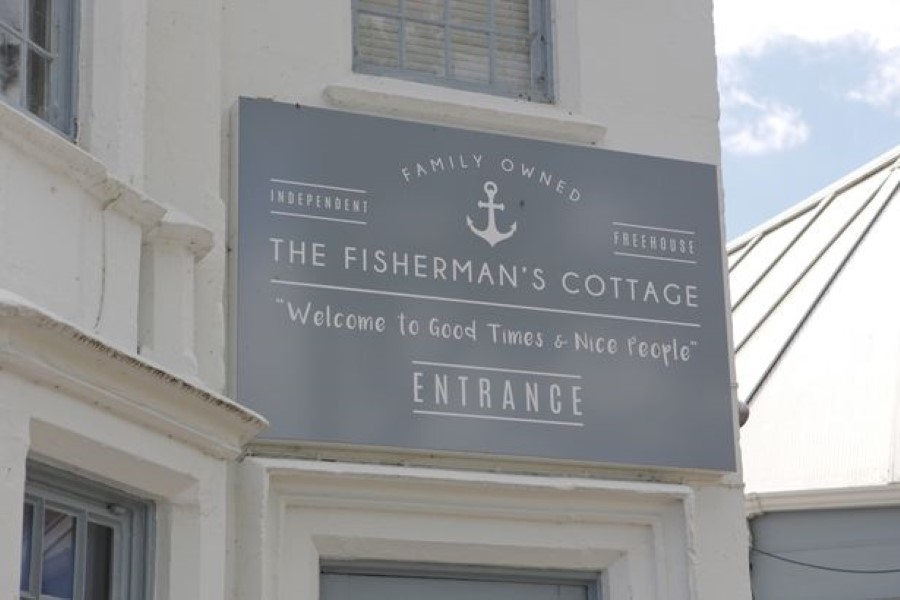 FAMILY OWNED
INDEPENDENT
FREEHOUSE
THE FISHERMAN'S COTTAGE
"Welcome to Good Times & Nice People"
ENTRANCE